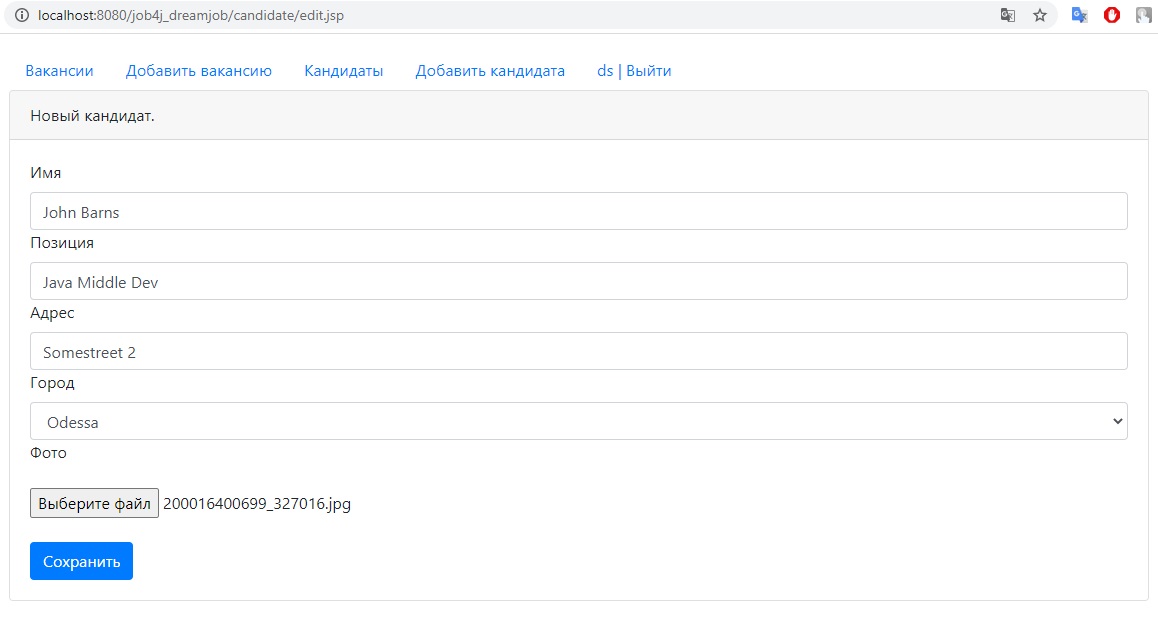 localhost:8080/job4j_dreamjob/candidate/edit.jsp
Вакансии Добавить вакансию Кандидаты Добавить кандидата ds | Выйти
Новый кандидат.
Имя
John Barns
Позиция
Java Middle Dev
Адрес
Somestreet 2
Город
Odessa
Фото
Выберите файл 200016400699_327016.jpg
Сохранить